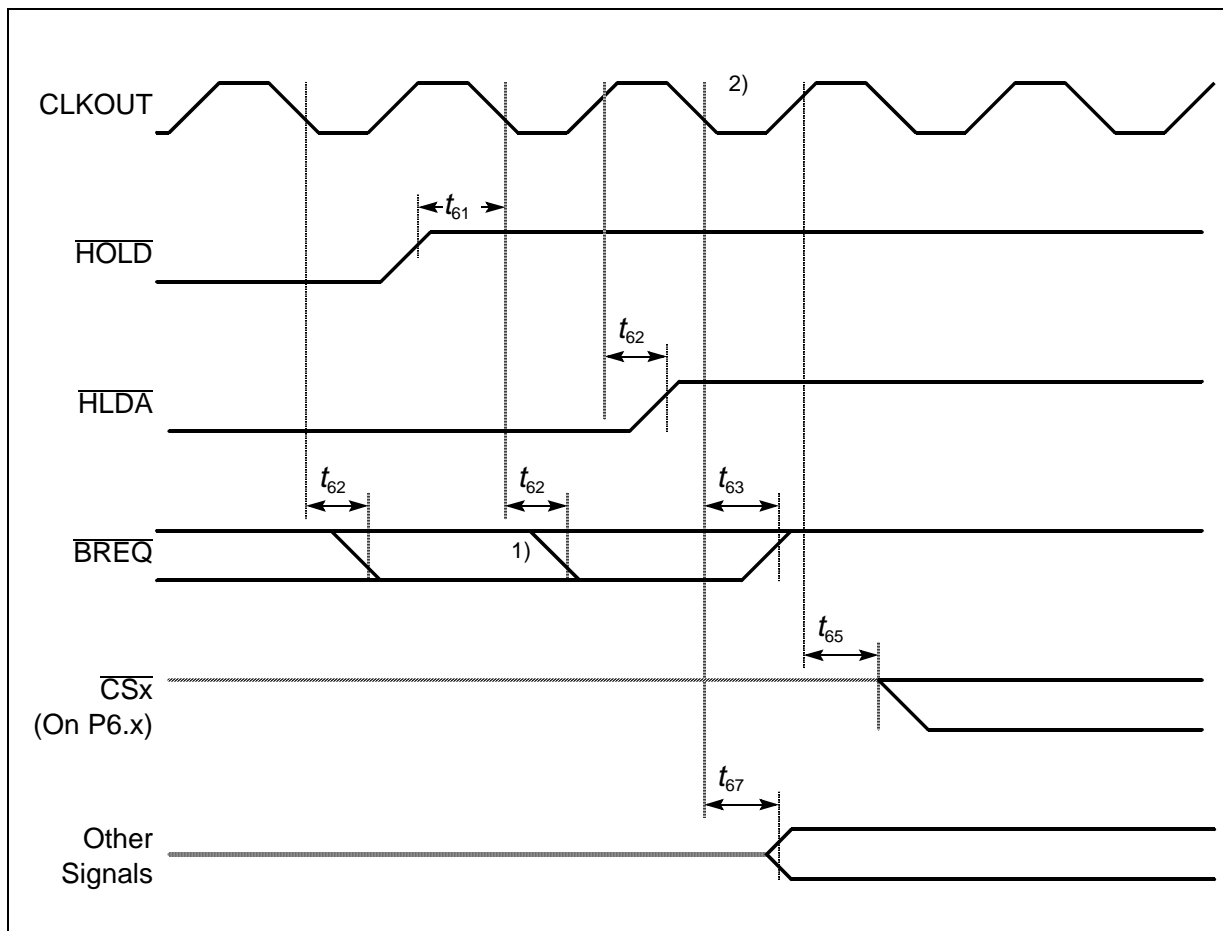 2)
CLKOUT
t61
HOLD
t62
HLDA
t62
t62
t63
BREQ
1)
t65
CSx
(On P6.x)
t67
Other
Signals